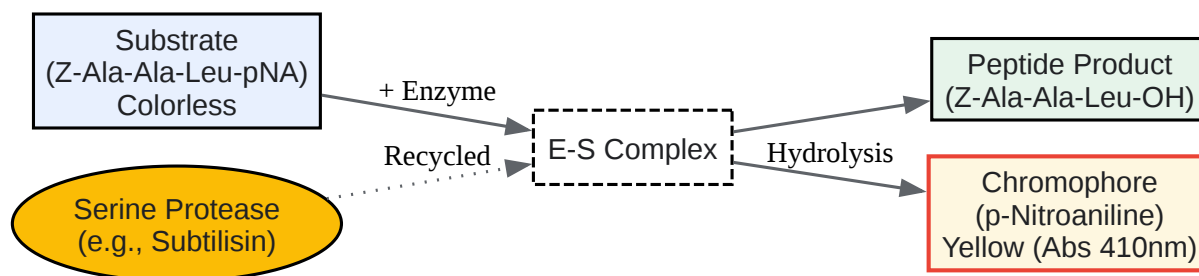 Substrate
(Z-Ala-Ala-Leu-pNA)
Colorless
+ Enzyme
Serine Protease
(e.g., Subtilisin)
Recycled
E-S Complex
Peptide Product
(Z-Ala-Ala-Leu-OH)
Hydrolysis
Chromophore
(p-Nitroaniline)
Yellow (Abs 410nm)